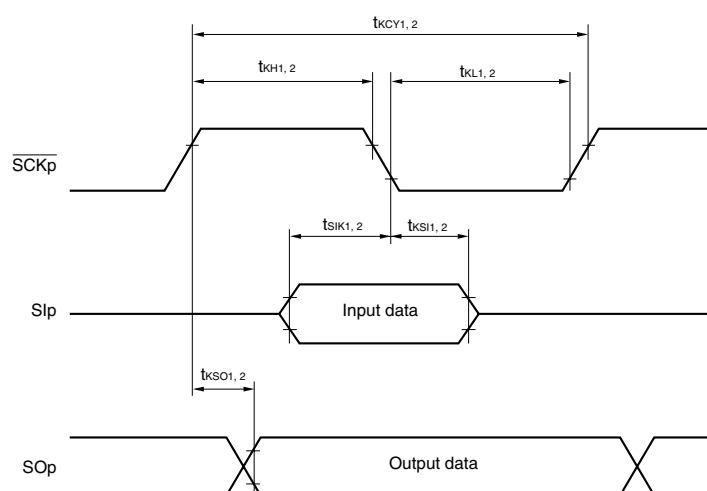 tKCY1, 2
tKH1, 2
tKL1, 2
SCKp
tSIK1, 2
tKSI1, 2
SIp
Input data
tKSO1, 2
SOp
Output data